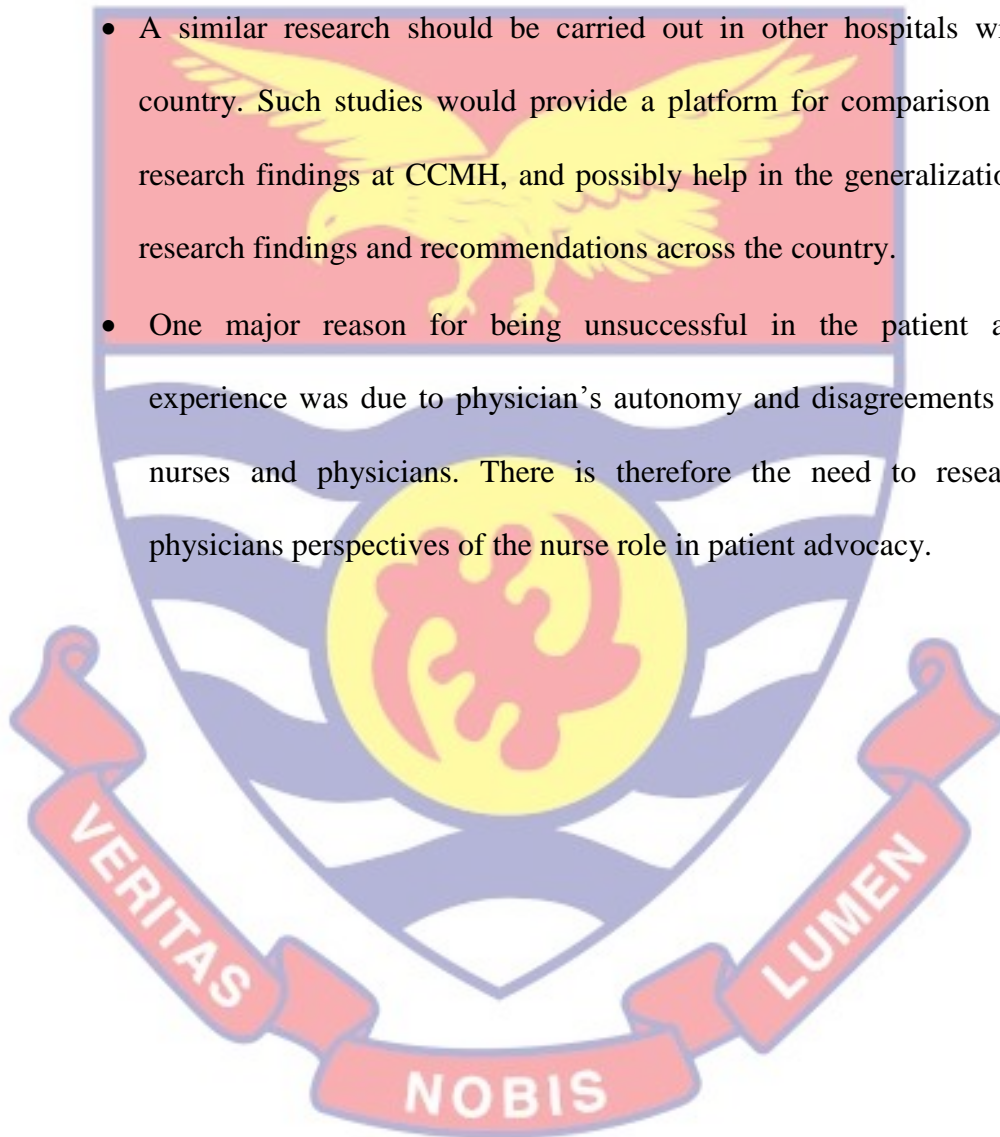 • A similar research should be carried out in other hospitals
country. Such studies would provide a platform for comparison
research findings at CCMH, and possibly help in the
research findings and recommendations across the country.
• One major reason for being unsuccessful in the patient
experience was due to physician’s autonomy and disagreements
nurses and physicians. There is therefore the need to
physicians perspectives of the nurse role in patient advocacy.
VERITAS
NOBIS
LUMEN